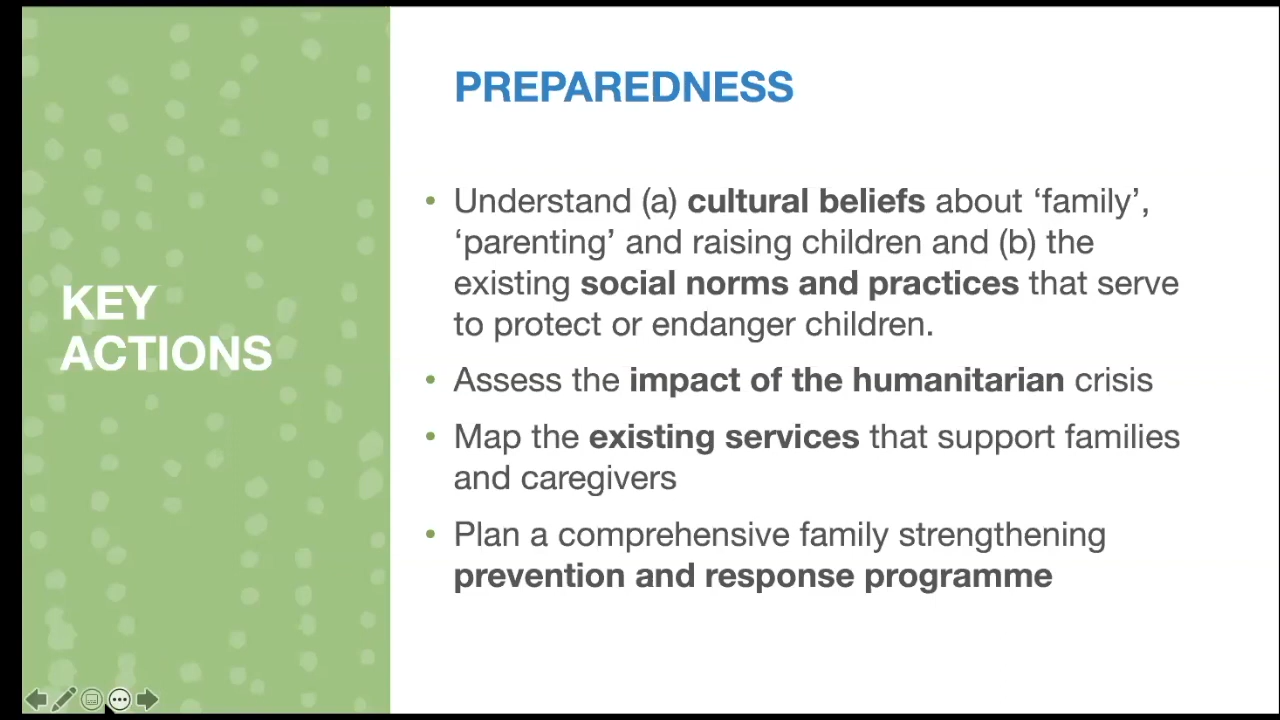 KEY
ACTIONS
PREPAREDNESS
• Understand (a) cultural beliefs about ‘family’,
‘parenting’ and raising children and (b) the
existing social norms and practices that serve
to protect or endanger children.
• Assess the impact of the humanitarian crisis
• Map the existing services that support families
and caregivers
• Plan a comprehensive family strengthening
prevention and response programme